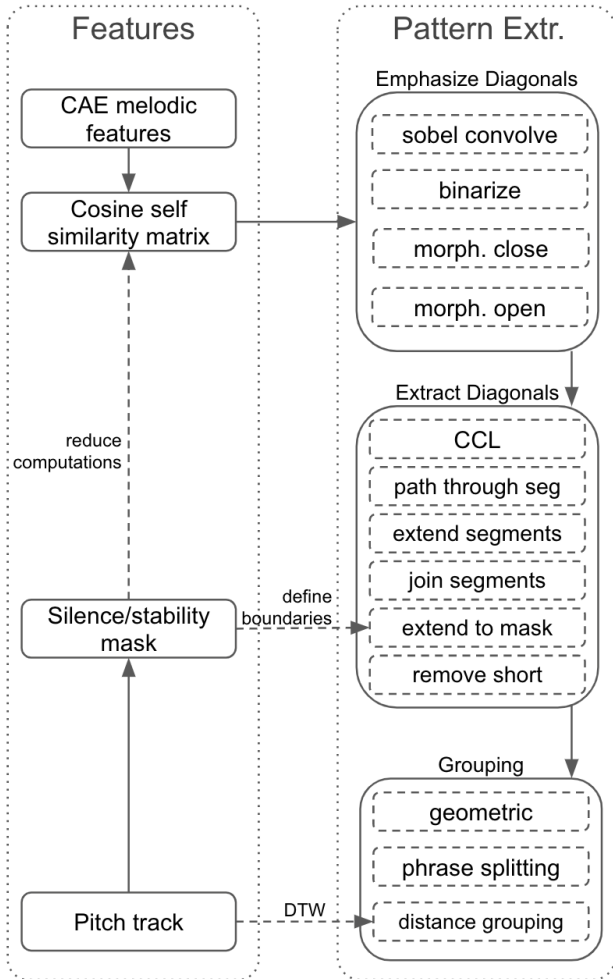 Features
CAE melodic
features
Cosine self
similarity matrix
reduce
computations
Silence/stability
mask
Pitch track
Pattern Extr.
Emphasize Diagonals
sobel convolve
binarize
morph. close
morph. open
Extract Diagonals
CCL
path through seg
extend segments
join segments
define
boundaries
extend to mask
remove short
Grouping
geometric
phrase splitting
DTW
distance grouping